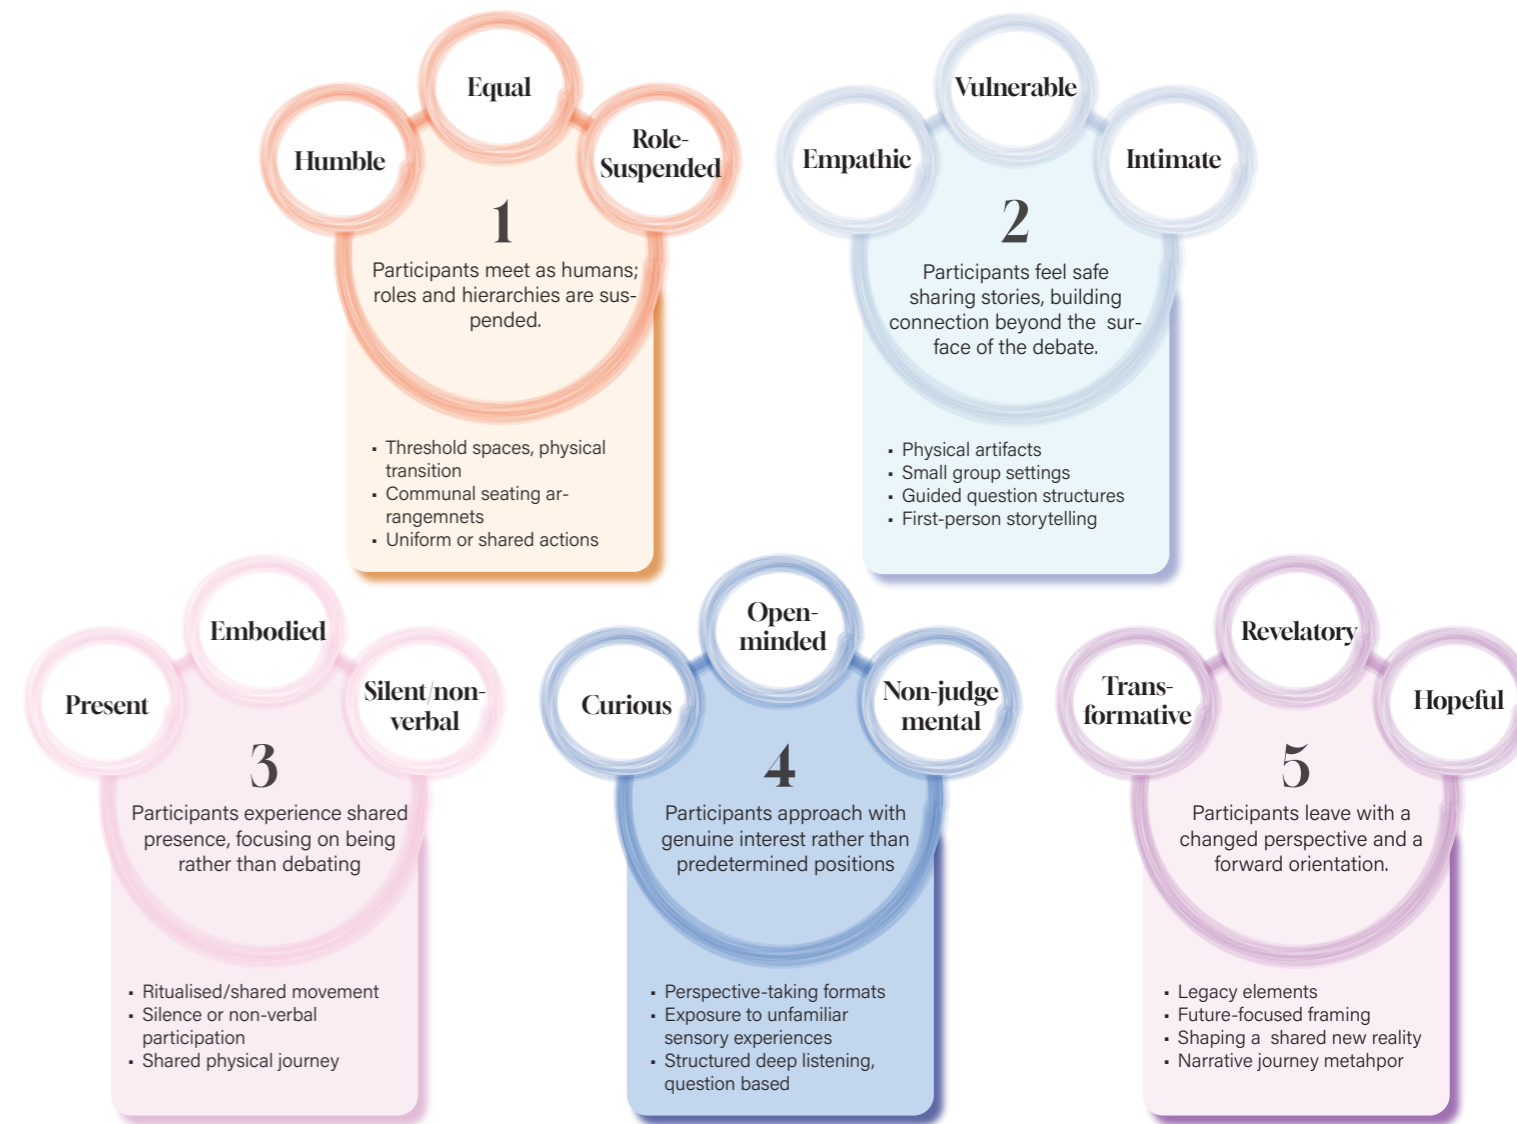 Humble
Equal
Role-
Suspended
1
Participants meet as humans;
roles and hierarchies are sus-
pended.
▪ Threshold spaces, physical
transition
▪ Communal seating ar-
rangemnets
▪ Uniform or shared actions
Empathic
Vulnerable
Intimate
2
Participants feel safe
sharing stories, building
connection beyond the sur-
face of the debate.
▪ Physical artifacts
▪ Small group settings
▪ Guided question structures
▪ First-person storytelling
Present
Embodied
Silent/non-
verbal
3
Participants experience shared
presence, focusing on being
rather than debating
▪ Ritualised/shared movement
▪ Silence or non-verbal
participation
▪ Shared physical journey
Curious
Open-
minded
Non-judge
mental
4
Participants approach with
genuine interest rather than
predetermined positions
▪ Perspective-taking formats
▪ Exposure to unfamiliar
sensory experiences
▪ Structured deep listening,
question based
Trans-
formative
Revelatory
Hopeful
5
Participants leave with a
changed perspective and a
forward orientation.
▪ Legacy elements
▪ Future-focused framing
▪ Shaping a shared new reality
▪ Narrative journey metahpor